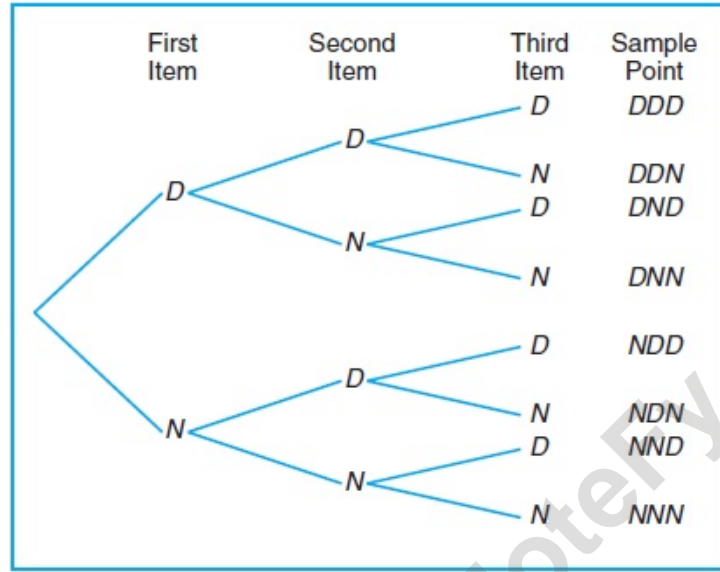 First Second Third Sample
Item Item Item Point
D DDD
D
N DDN
D
D DND
N
N DNN
D NDD
D
N NDN
N
D NND
N
N NNN